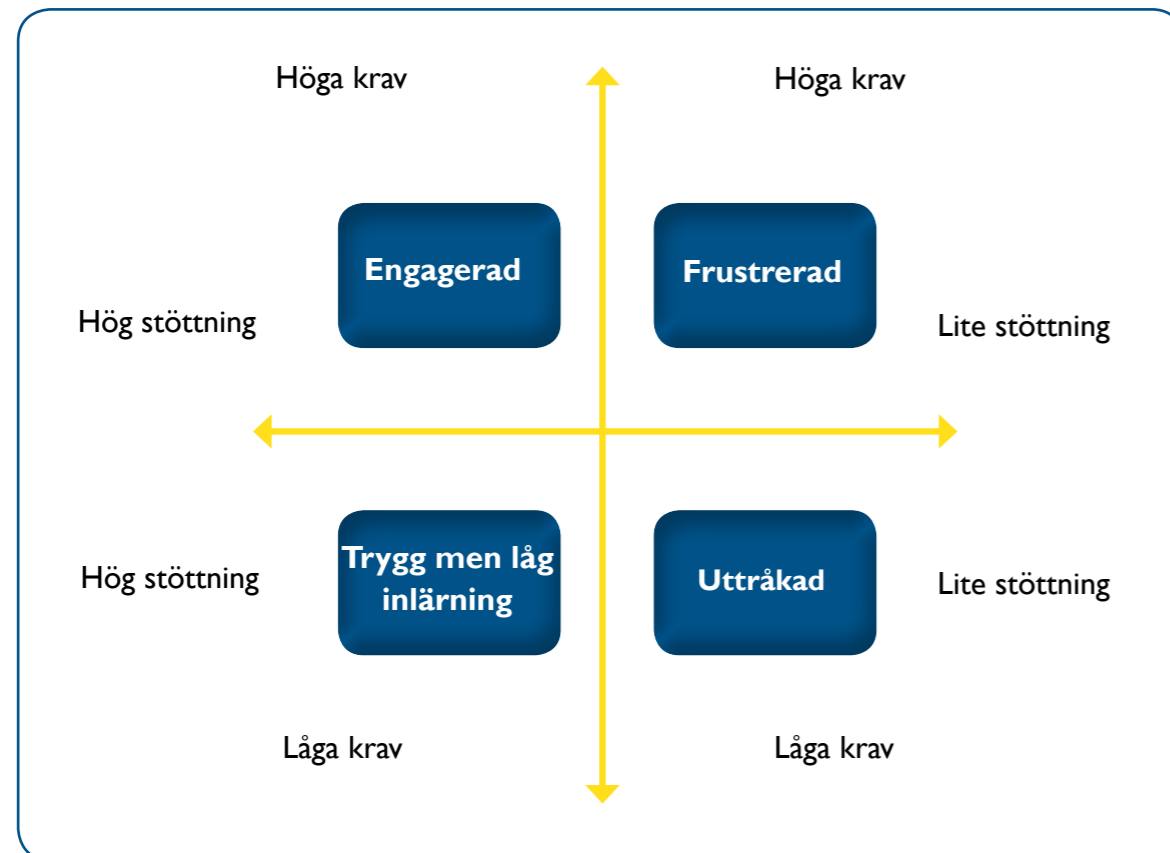 Höga krav
Höga krav
Engagerad
Frustrerad
Hög stöttning
Lite stöttning
Trygg men låg
inlärning
Uttråkad
Hög stöttning
Lite stöttning
Låga krav
Låga krav